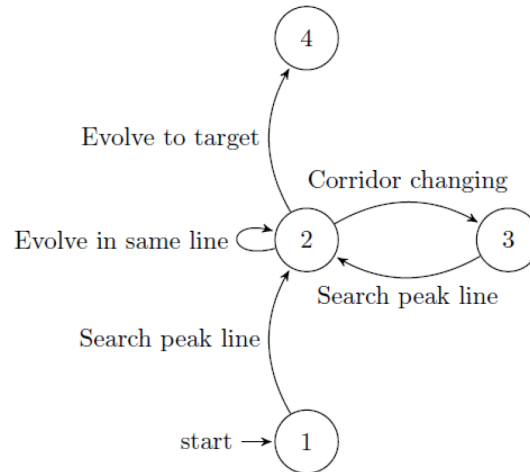 4
Evolve to target
Corridor changing
Evolve in same line
2
3
Search peak line
Search peak line
start
1